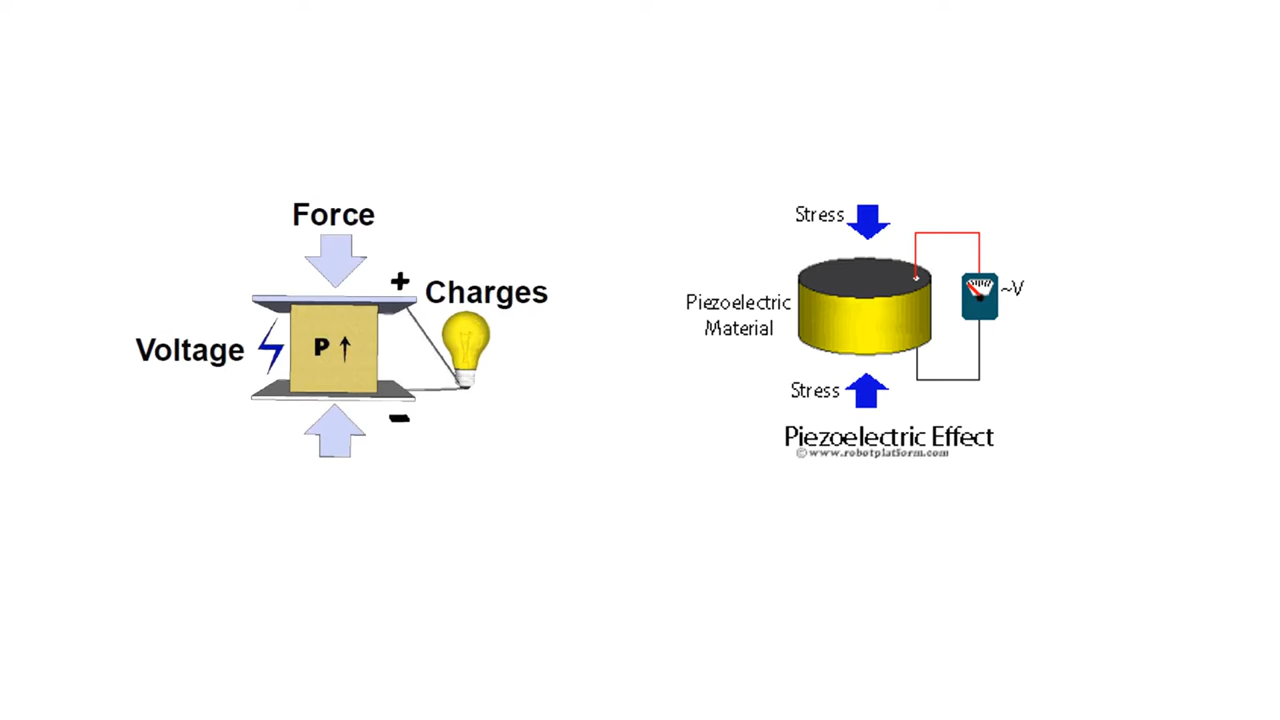 Force
+
Charges
Voltage
P ↑
-
Stress
~V
Piezoelectric
Material
Stress
Piezoelectric Effect
©www.robotplatform.com